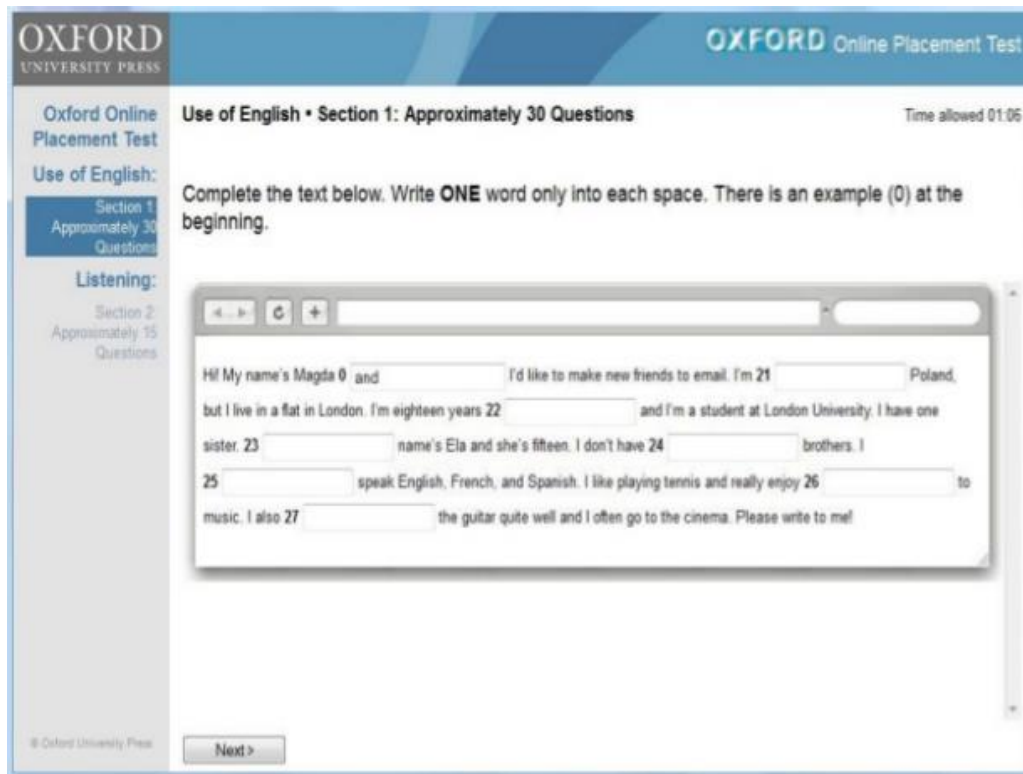 OXFORD
UNIVERSITY PRESS
OXFORD Online Placement Test
Oxford Online
Placement Test
Use of English:
Section 1:
Approximately 30
Questions
Listening:
Section 2:
Approximately 15
Questions
Use of English • Section 1: Approximately 30 Questions
Time allowed 01:06
Complete the text below. Write ONE word only into each space. There is an example (0) at the
beginning.
Hi! My name's Magda 0 and I'd like to make new friends to email. I'm 21 Poland,
but I live in a flat in London. I'm eighteen years 22 and I'm a student at London University. I have one
sister. 23 name's Ela and she's fifteen. I don't have 24 brothers. I
25 speak English, French, and Spanish. I like playing tennis and really enjoy 26 to
music. I also 27 the guitar quite well and I often go to the cinema. Please write to me!
© Oxford University Press
Next >